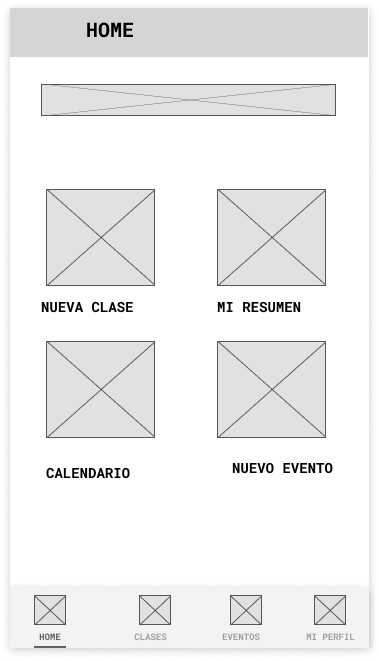 HOME
NUEVA CLASE
MI RESUMEN
CALENDARIO
NUEVO EVENTO
HOME
CLASES
EVENTOS
MI PERFIL